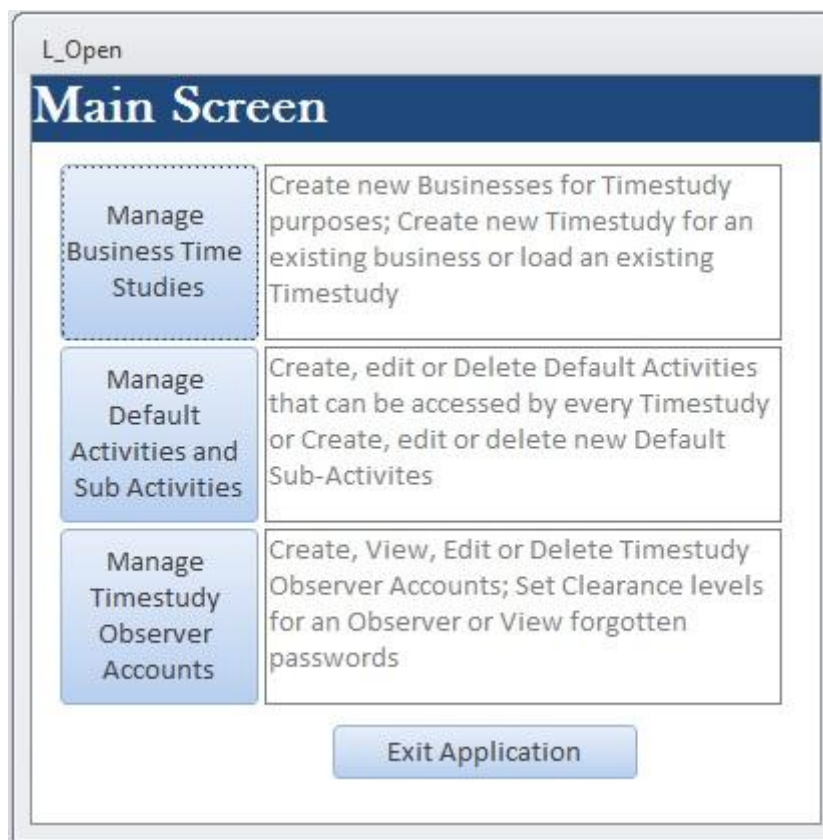 L_Open
Main Screen
Manage
Business Time
Studies
Create new Businesses for Timestudy
purposes; Create new Timestudy for an
existing business or load an existing
Timestudy
Manage
Default
Activities and
Sub Activities
Create, edit or Delete Default Activities
that can be accessed by every Timestudy
or Create, edit or delete new Default
Sub-Activites
Manage
Timestudy
Observer
Accounts
Create, View, Edit or Delete Timestudy
Observer Accounts; Set Clearance levels
for an Observer or View forgotten
passwords
Exit Application